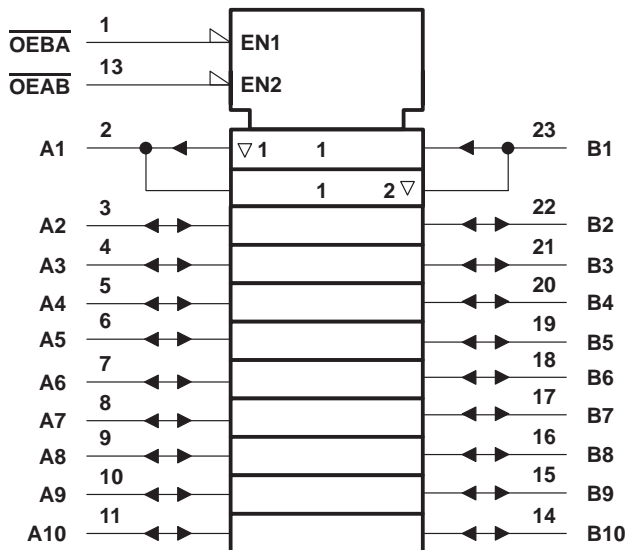 1
OEBA EN1
13
OEAB EN2
2 23
A1 ▽ 1 1 B1
1 2 ▽
3 22
A2 B2
4 21
A3 B3
5 20
A4 B4
6 19
A5 B5
7 18
A6 B6
8 17
A7 B7
9 16
A8 B8
10 15
A9 B9
11 14
A10 B10